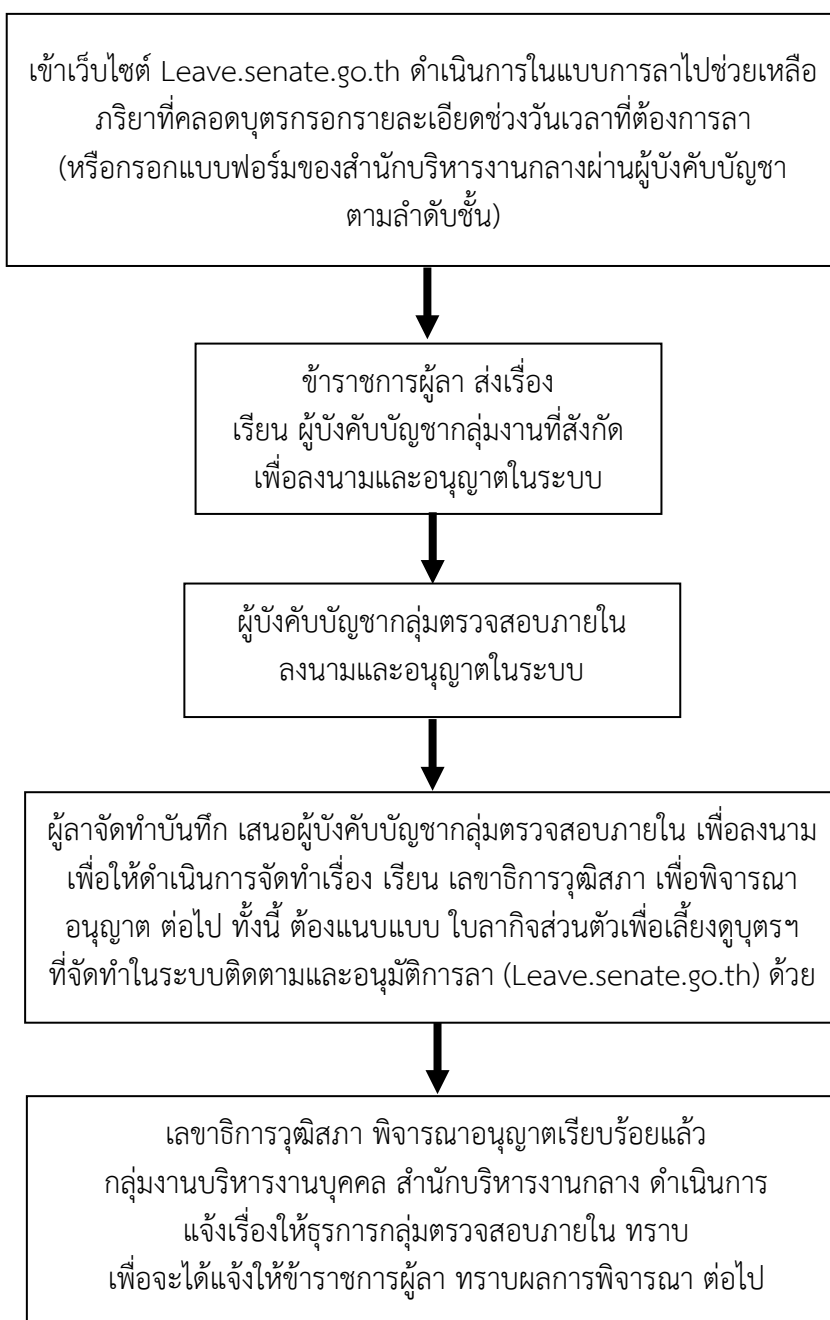 เข้าเว็บไซต์ Leave.senate.go.th ดำเนินการในแบบการลาไปช่วยเหลือ
ภริยาที่คลอดบุตรกรอกรายละเอียดช่วงวันเวลาที่ต้องการลา
(หรือกรอกแบบฟอร์มของสำนักบริหารงานกลางผ่านผู้บังคับบัญชา
ตามลำดับชั้น)
ข้าราชการผู้ลา ส่งเรื่อง
เรียน ผู้บังคับบัญชากลุ่มงานที่สังกัด
เพื่อลงนามและอนุญาตในระบบ
ผู้บังคับบัญชากลุ่มตรวจสอบภายใน
ลงนามและอนุญาตในระบบ
ผู้ลาจัดทำบันทึก เสนอผู้บังคับบัญชากลุ่มตรวจสอบภายใน เพื่อลงนาม
เพื่อให้ดำเนินการจัดทำเรื่อง เรียน เลขาธิการวุฒิสภา เพื่อพิจารณา
อนุญาต ต่อไป ทั้งนี้ ต้องแนบแบบ ใบลากิจส่วนตัวเพื่อเลี้ยงดูบุตรฯ
ที่จัดทำในระบบติดตามและอนุมัติการลา (Leave.senate.go.th) ด้วย
เลขาธิการวุฒิสภา พิจารณาอนุญาตเรียบร้อยแล้ว
กลุ่มงานบริหารงานบุคคล สำนักบริหารงานกลาง ดำเนินการ
แจ้งเรื่องให้ธุรการกลุ่มตรวจสอบภายใน ทราบ
เพื่อจะได้แจ้งให้ข้าราชการผู้ลา ทราบผลการพิจารณา ต่อไป